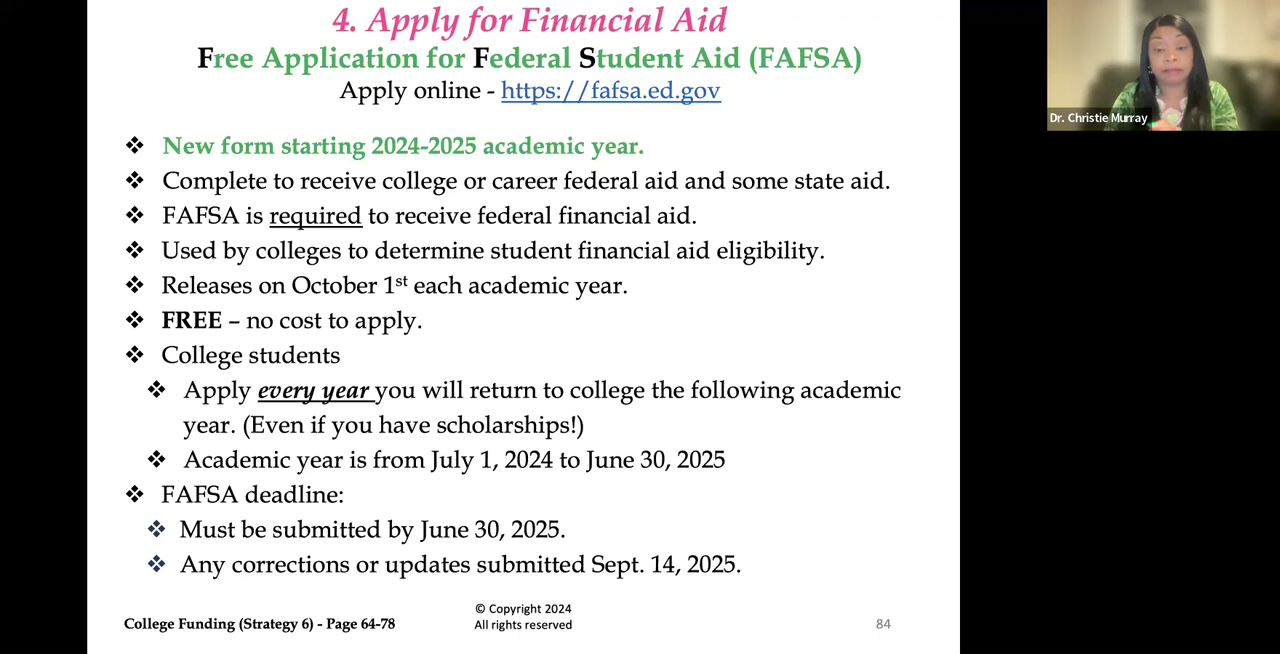 4. Apply for Financial Aid
Free Application for Federal Student Aid (FAFSA)
Apply online - https://fafsa.ed.gov
❖ New form starting 2024-2025 academic year.
❖ Complete to receive college or career federal aid and some state aid.
❖ FAFSA is required to receive federal financial aid.
❖ Used by colleges to determine student financial aid eligibility.
❖ Releases on October 1st each academic year.
❖ FREE – no cost to apply.
❖ College students
❖ Apply every year you will return to college the following academic
year. (Even if you have scholarships!)
❖ Academic year is from July 1, 2024 to June 30, 2025
❖ FAFSA deadline:
❖ Must be submitted by June 30, 2025.
❖ Any corrections or updates submitted Sept. 14, 2025.
College Funding (Strategy 6) - Page 64-78
© Copyright 2024
All rights reserved
84
Dr. Christie Murray